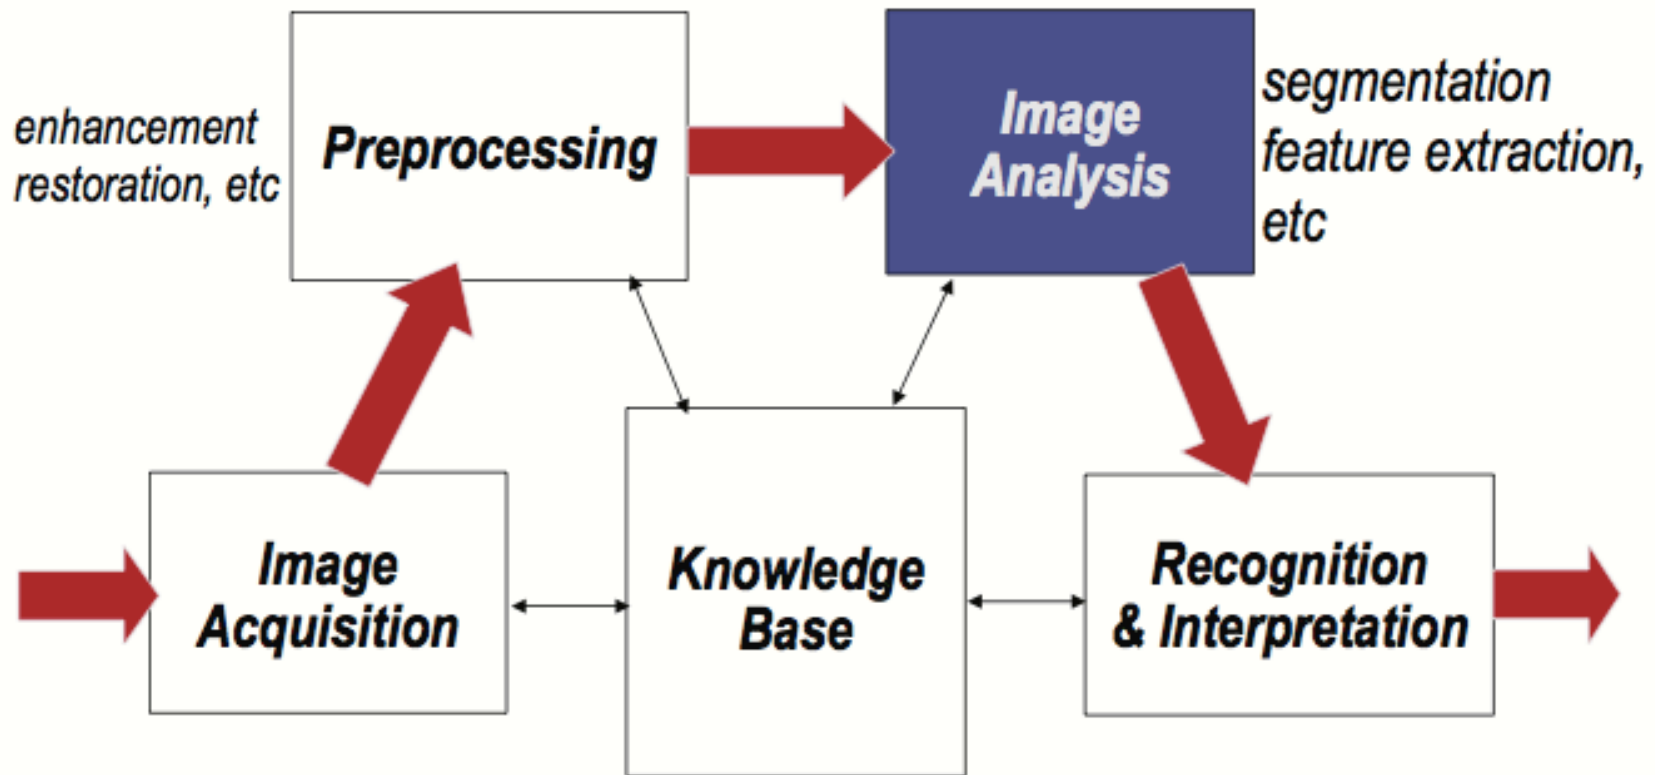 enhancement
restoration, etc
Preprocessing
Image
Analysis
segmentation
feature extraction,
etc
Image
Acquisition
Knowledge
Base
Recognition
& Interpretation